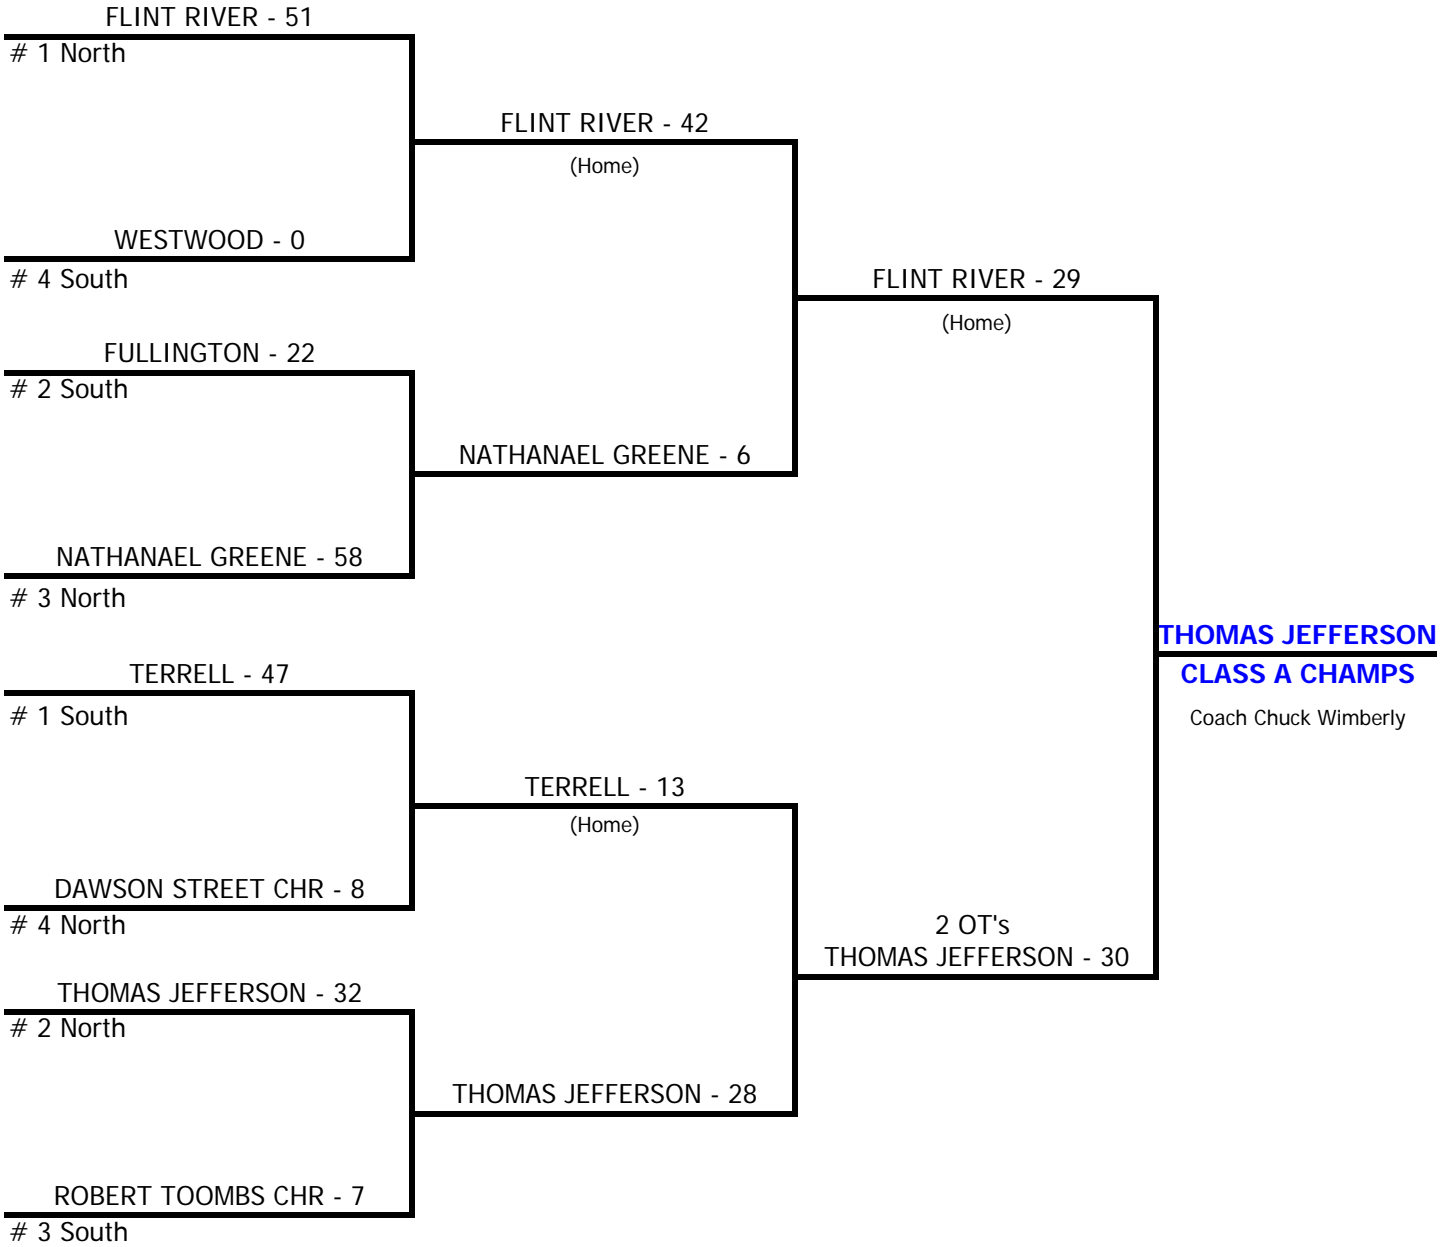 FLINT RIVER - 51
# 1 North
FLINT RIVER - 42
(Home)
WESTWOOD - 0
# 4 South
FLINT RIVER - 29
(Home)
FULLINGTON - 22
# 2 South
NATHANAEL GREENE - 6
NATHANAEL GREENE - 58
# 3 North
THOMAS JEFFERSON
CLASS A CHAMPS
Coach Chuck Wimberly
TERRELL - 47
# 1 South
TERRELL - 13
(Home)
DAWSON STREET CHR - 8
# 4 North
2 OT's
THOMAS JEFFERSON - 30
THOMAS JEFFERSON - 32
# 2 North
THOMAS JEFFERSON - 28
ROBERT TOOMBS CHR - 7
# 3 South